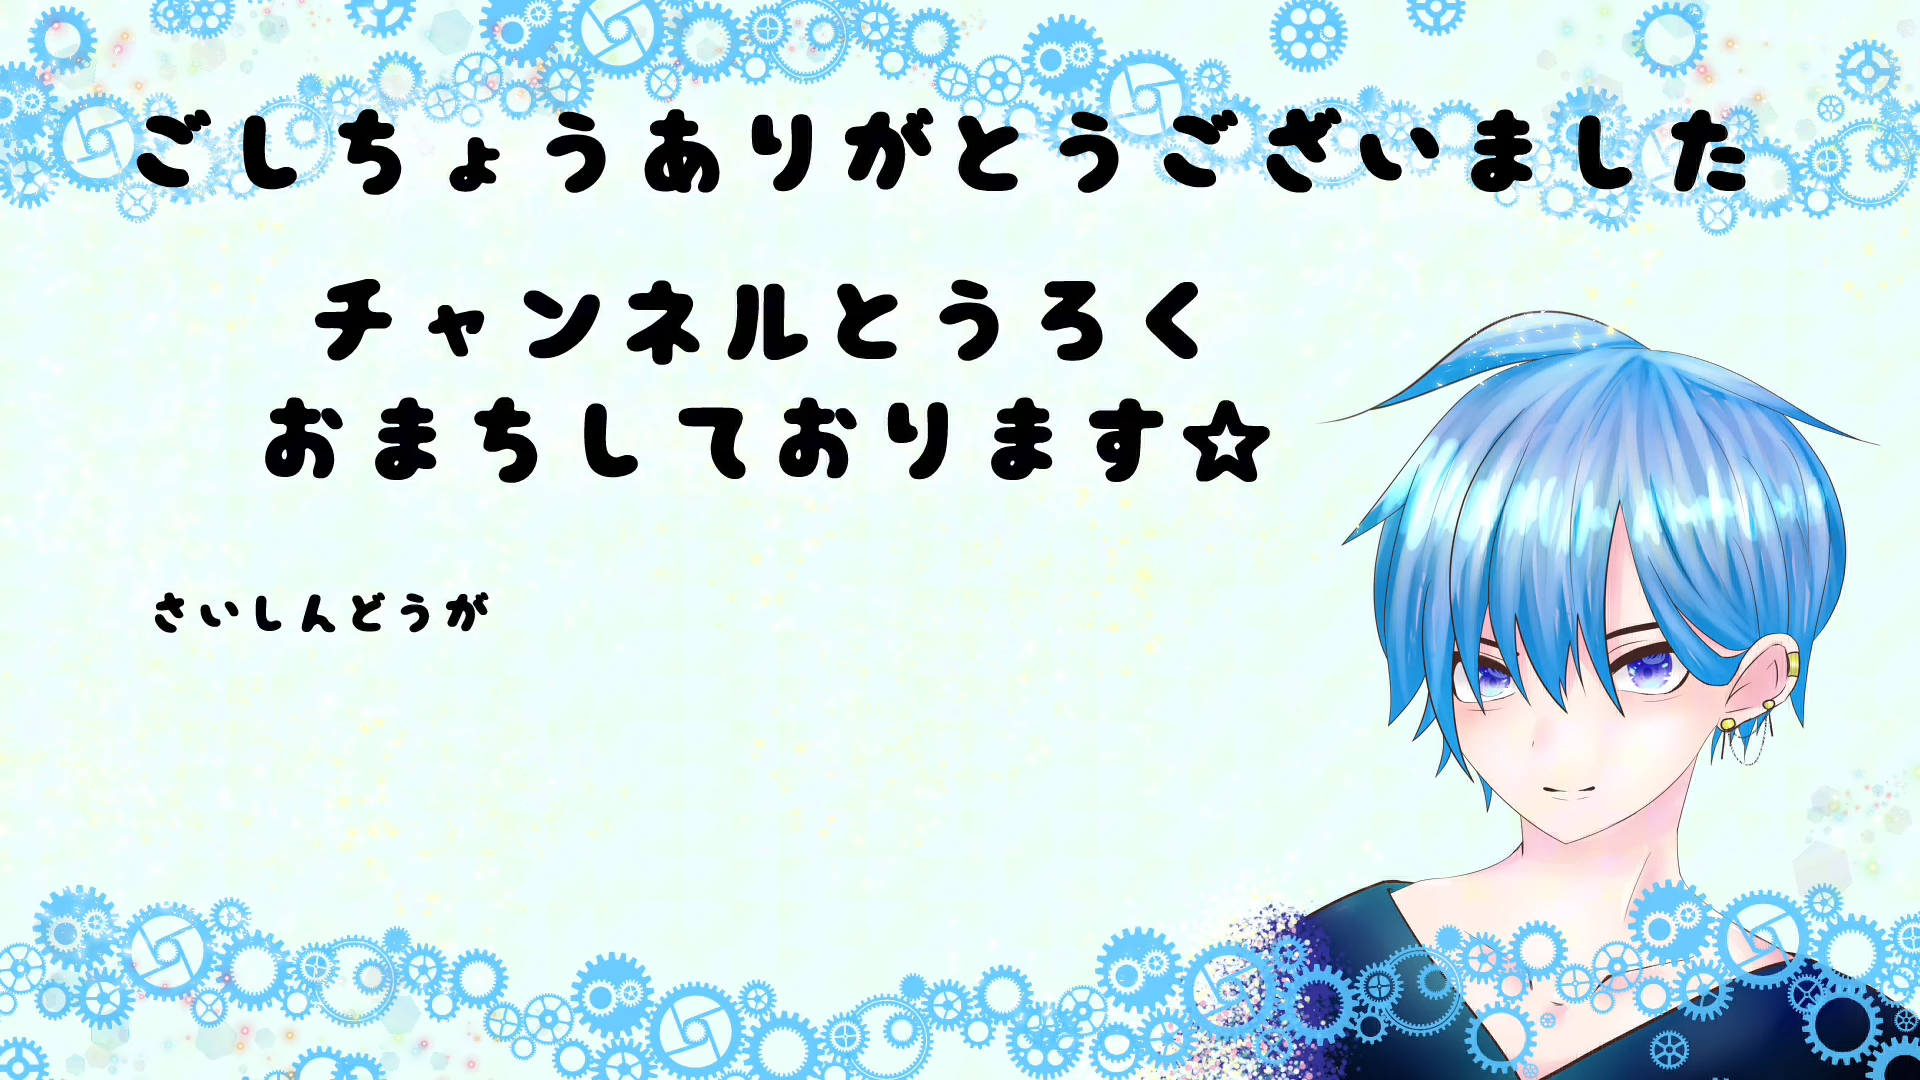 ごしちょうありがとうございました
チャンネルとうろく
おまちしております☆
さいしんどうが